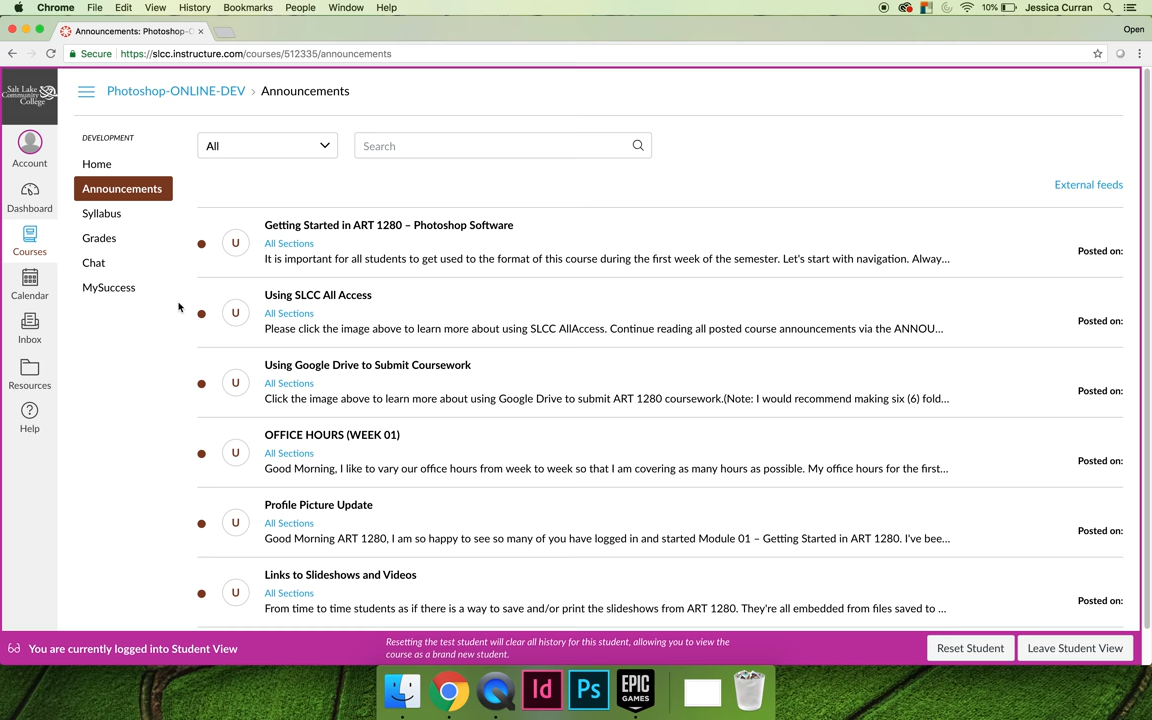 Chrome File Edit View History Bookmarks People Window Help 10% Jessica Curran
Announcements: Photoshop-O
Open
Secure https://slcc.instructure.com/courses/512335/announcements
Salt Lake
Community
College
Photoshop-ONLINE-DEV › Announcements
Account
Dashboard
Courses
Calendar
Inbox
Resources
Help
DEVELOPMENT
Home
Announcements
Syllabus
Grades
Chat
MySuccess
All Search
External feeds
Getting Started in ART 1280 – Photoshop Software
U All Sections Posted on:
It is important for all students to get used to the format of this course during the first week of the semester. Let's start with navigation. Alway...
Using SLCC All Access
U All Sections Posted on:
Please click the image above to learn more about using SLCC AllAccess. Continue reading all posted course announcements via the ANNOU...
Using Google Drive to Submit Coursework
U All Sections Posted on:
Click the image above to learn more about using Google Drive to submit ART 1280 coursework.(Note: I would recommend making six (6) fold...
OFFICE HOURS (WEEK 01)
U All Sections Posted on:
Good Morning, I like to vary our office hours from week to week so that I am covering as many hours as possible. My office hours for the first...
Profile Picture Update
U All Sections Posted on:
Good Morning ART 1280, I am so happy to see so many of you have logged in and started Module 01 – Getting Started in ART 1280. I've bee...
Links to Slideshows and Videos
U All Sections Posted on:
From time to time students as if there is a way to save and/or print the slideshows from ART 1280. They're all embedded from files saved to ...
You are currently logged into Student View
Resetting the test student will clear all history for this student, allowing you to view the
course as a brand new student.
Reset Student Leave Student View
Id Ps EPIC
GAMES